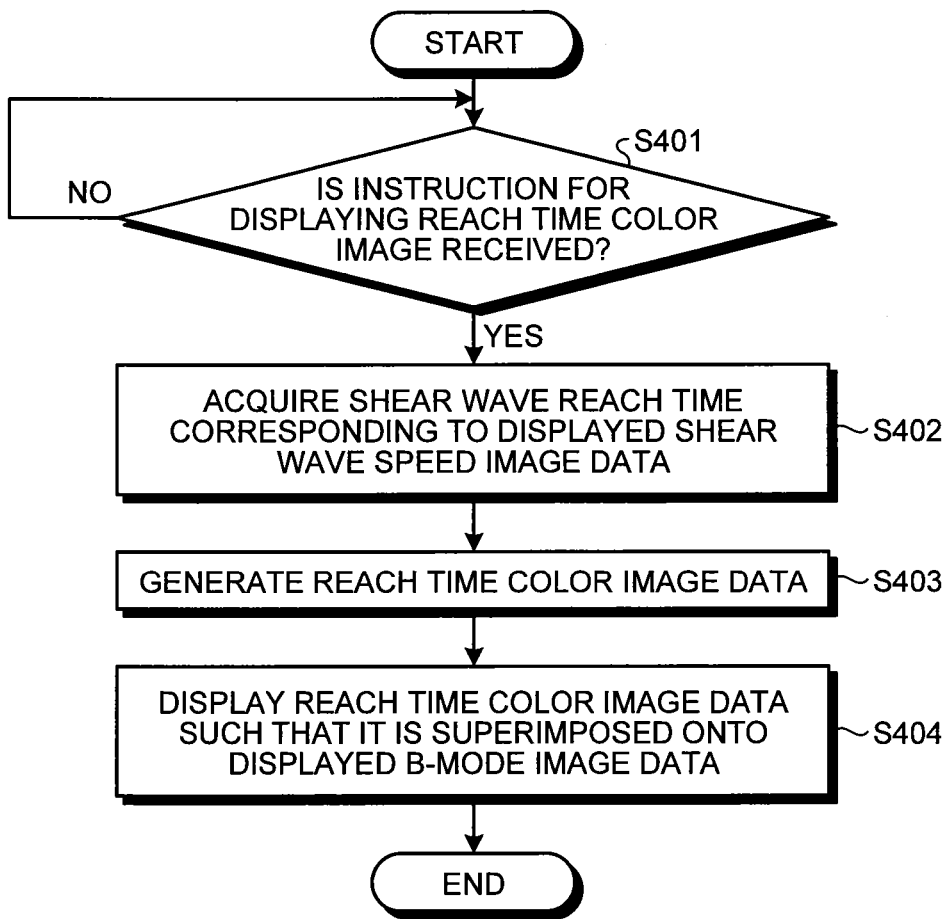 START
S401
IS INSTRUCTION FOR
DISPLAYING REACH TIME COLOR
IMAGE RECEIVED?
NO
YES
ACQUIRE SHEAR WAVE REACH TIME
CORRESPONDING TO DISPLAYED SHEAR
WAVE SPEED IMAGE DATA
S402
GENERATE REACH TIME COLOR IMAGE DATA
S403
DISPLAY REACH TIME COLOR IMAGE DATA
SUCH THAT IT IS SUPERIMPOSED ONTO
DISPLAYED B-MODE IMAGE DATA
S404
END